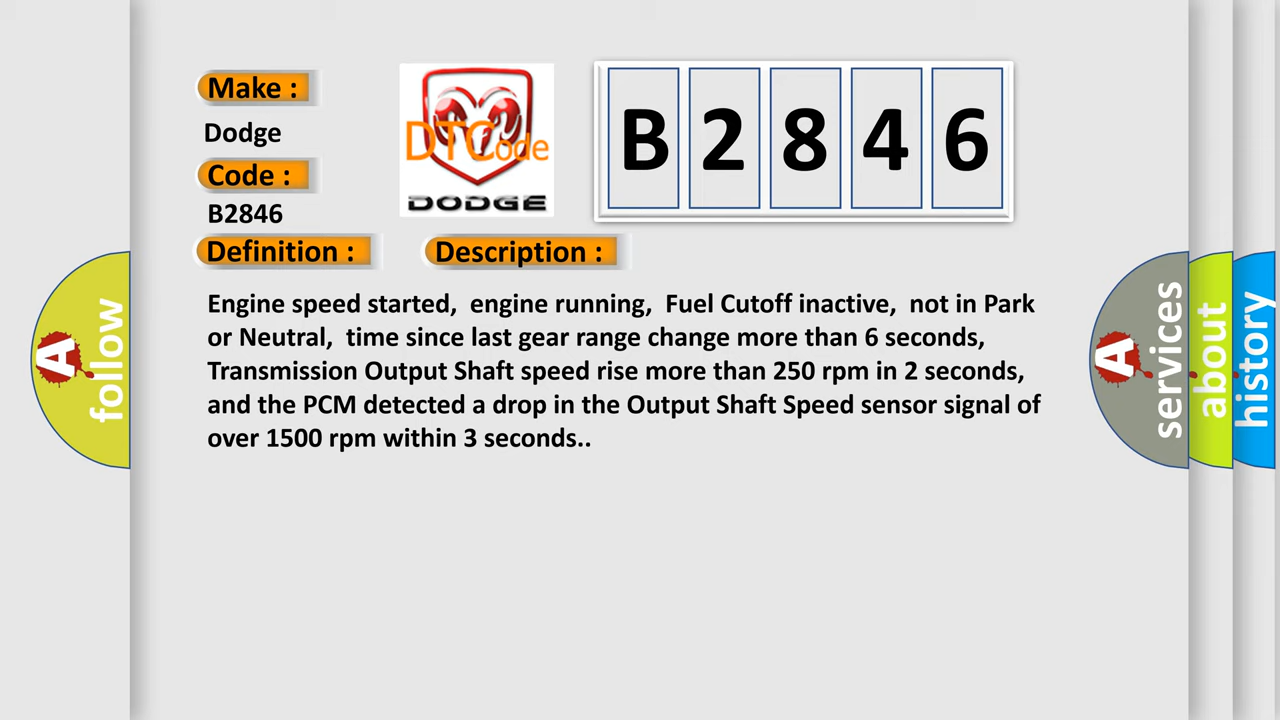 Make :
Dodge
Code :
B2846
Definition :
Description :
DTCode
DODGE
B 2 8 4 6
Engine speed started,  engine running,  Fuel Cutoff inactive,  not in Park
or Neutral,  time since last gear range change more than 6 seconds,
Transmission Output Shaft speed rise more than 250 rpm in 2 seconds,
and the PCM detected a drop in the Output Shaft Speed sensor signal of
over 1500 rpm within 3 seconds..
A follow
A services
about
history